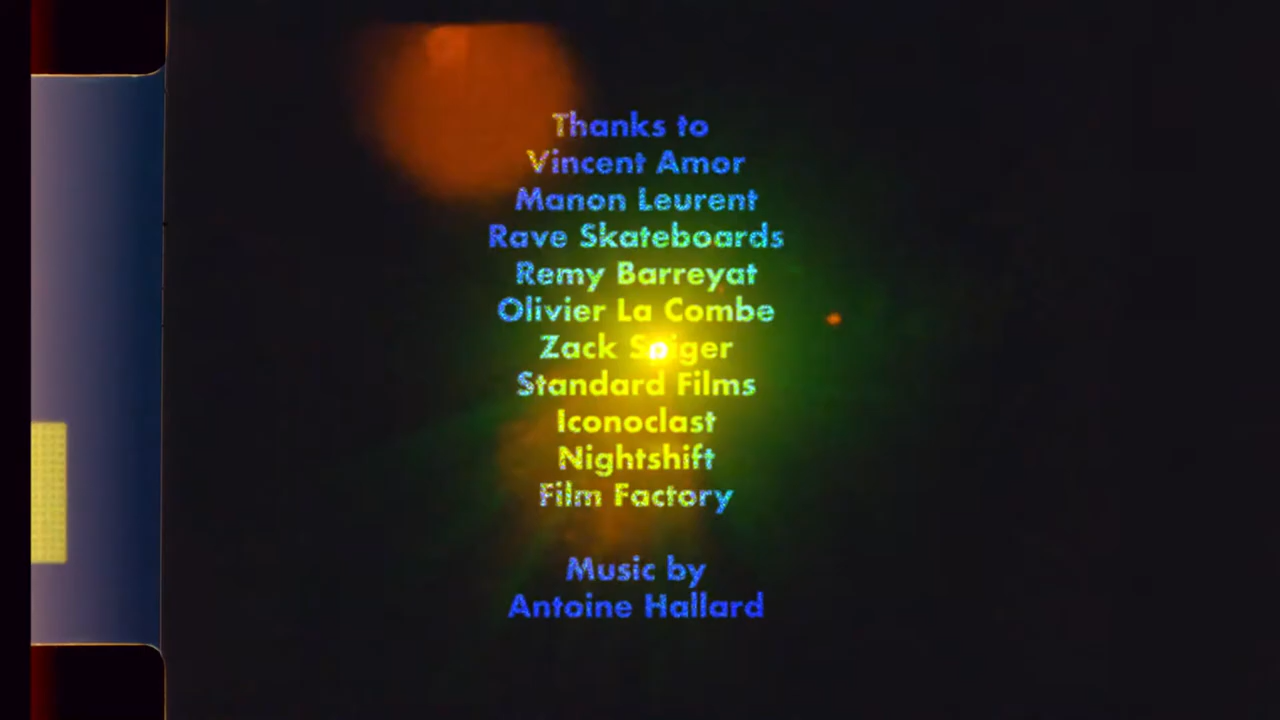 Thanks to
Vincent Amor
Manon Leurent
Rave Skateboards
Remy Barreyat
Olivier La Combe
Zack Spiger
Standard Films
Iconoclast
Nightshift
Film Factory
Music by
Antoine Hallard